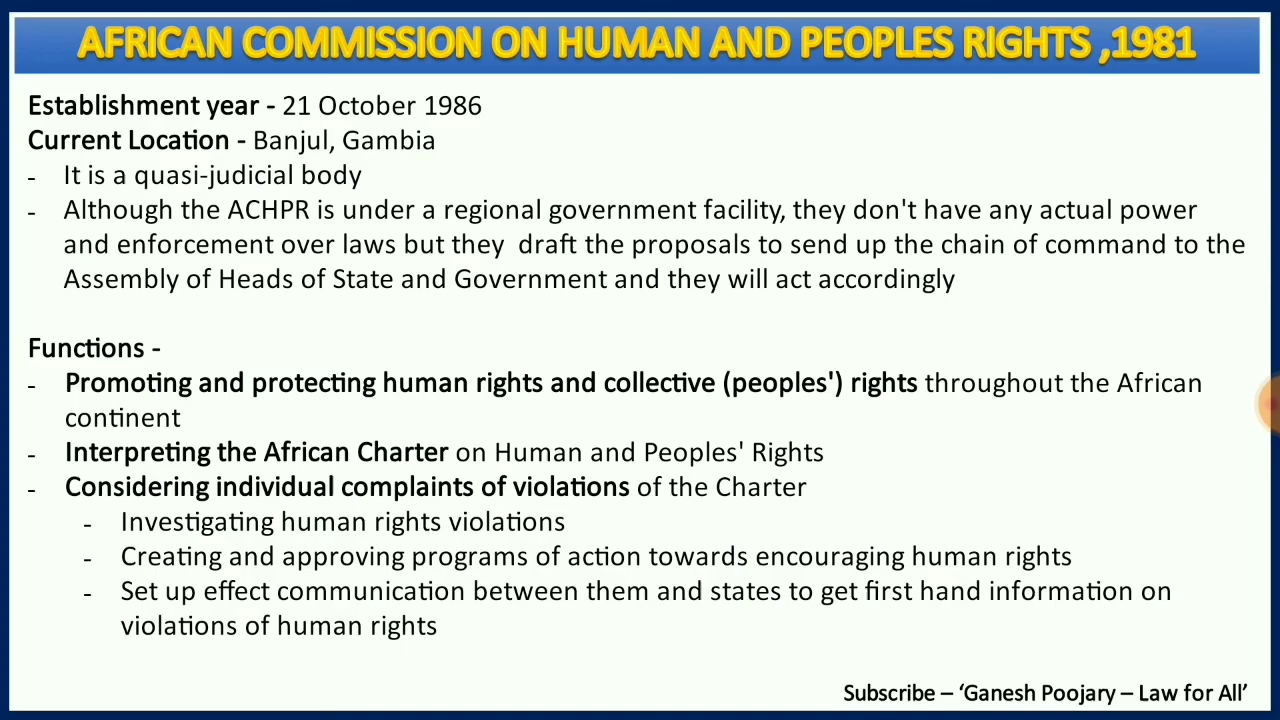 AFRICAN COMMISSION ON HUMAN AND PEOPLES RIGHTS ,1981
Establishment year - 21 October 1986
Current Location - Banjul, Gambia
- It is a quasi-judicial body
- Although the ACHPR is under a regional government facility, they don't have any actual power
and enforcement over laws but they draft the proposals to send up the chain of command to the
Assembly of Heads of State and Government and they will act accordingly
Functions -
- Promoting and protecting human rights and collective (peoples') rights throughout the African
continent
- Interpreting the African Charter on Human and Peoples' Rights
- Considering individual complaints of violations of the Charter
- Investigating human rights violations
- Creating and approving programs of action towards encouraging human rights
- Set up effect communication between them and states to get first hand information on
violations of human rights
Subscribe – ‘Ganesh Poojary – Law for All’